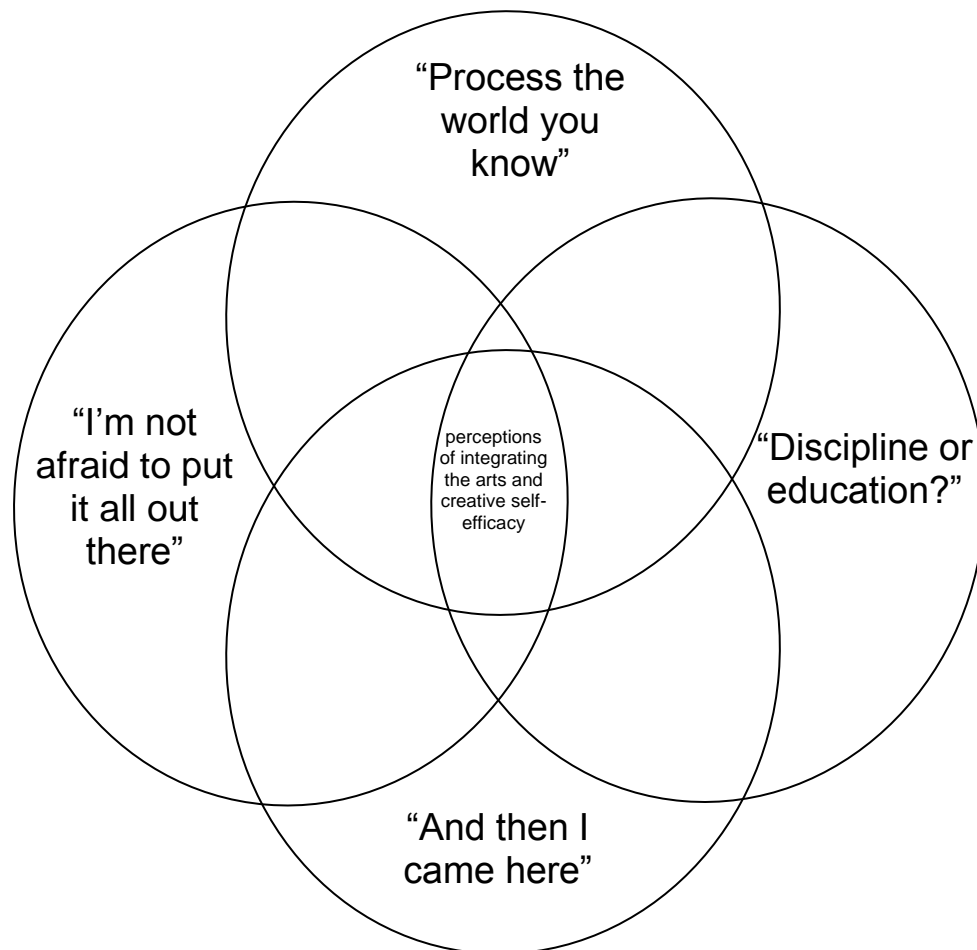 “Process the
world you
know”
“I’m not
afraid to put
it all out
there”
perceptions
of integrating
the arts and
creative self-
efficacy
“Discipline or
education?”
“And then I
came here”